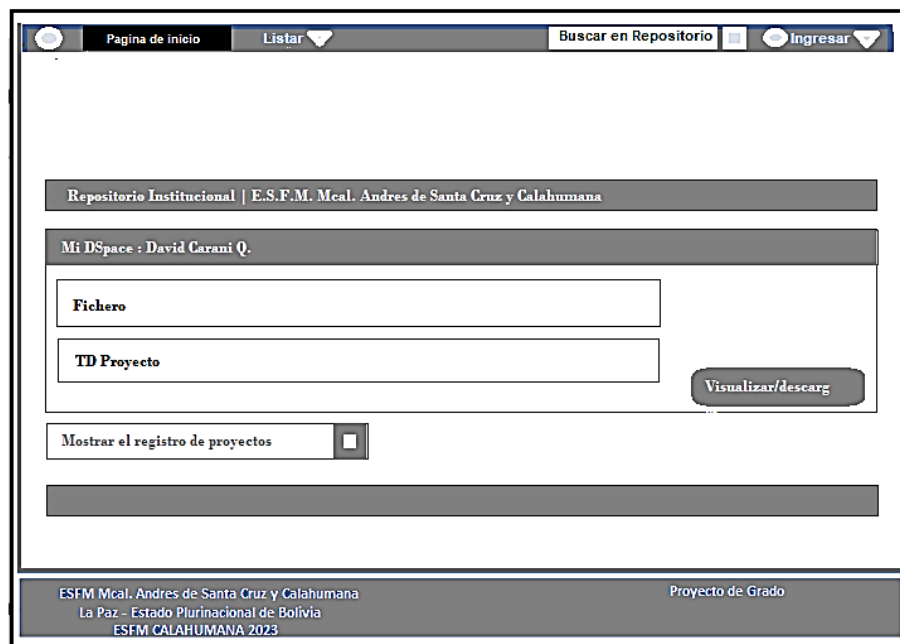 Pagina de inicio Listar Buscar en Repositorio Ingresar
Repositorio Institucional | E.S.F.M. Mcal. Andres de Santa Cruz y Calahumana
Mi DSpace : David Carani Q.
Fichero
TD Proyecto
Visualizar/descarg
Mostrar el registro de proyectos
ESFM Mcal. Andres de Santa Cruz y Calahumana
La Paz - Estado Plurinacional de Bolivia
ESFM CALAHUMANA 2023
Proyecto de Grado